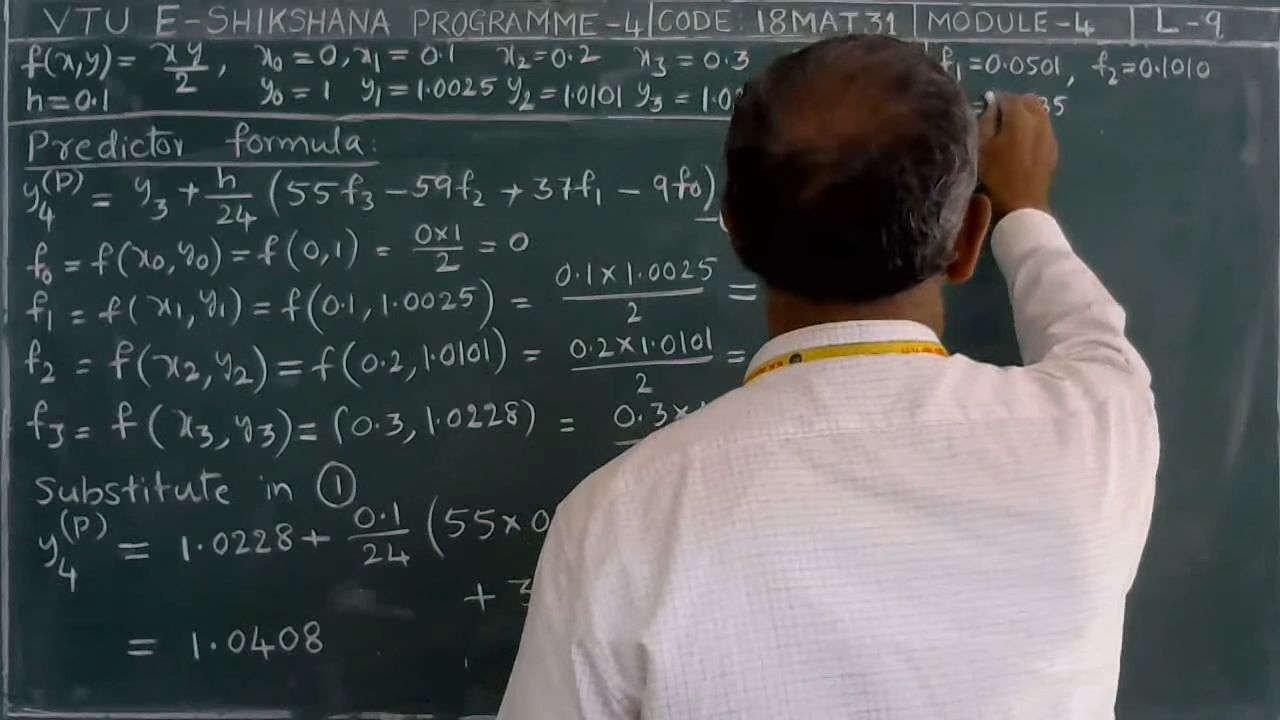 VTU E-SHIKSHANA PROGRAMME-4 CODE: 18MAT31 MODULE-4 L-9
f(x,y) = xy/2, x₀=0, x₁=0.1 x₂=0.2 x₃=0.3 f₁=0.0501, f₂=0.1010
h=0.1 y₀=1 y₁=1.0025 y₂=1.0101 y₃=1.0
Predictor formula:
y₄^(P) = y₃ + h/24 (55f₃ - 59f₂ + 37f₁ - 9f₀)
f₀ = f(x₀,y₀) = f(0,1) = 0×1/2 = 0
f₁ = f(x₁,y₁) = f(0.1, 1.0025) = 0.1×1.0025/2 =
f₂ = f(x₂,y₂) = f(0.2, 1.0101) = 0.2×1.0101/2 =
f₃ = f(x₃,y₃) = (0.3, 1.0228) = 0.3×
Substitute in ①
y₄^(P) = 1.0228 + 0.1/24 (55×0
+ 3
= 1.0408